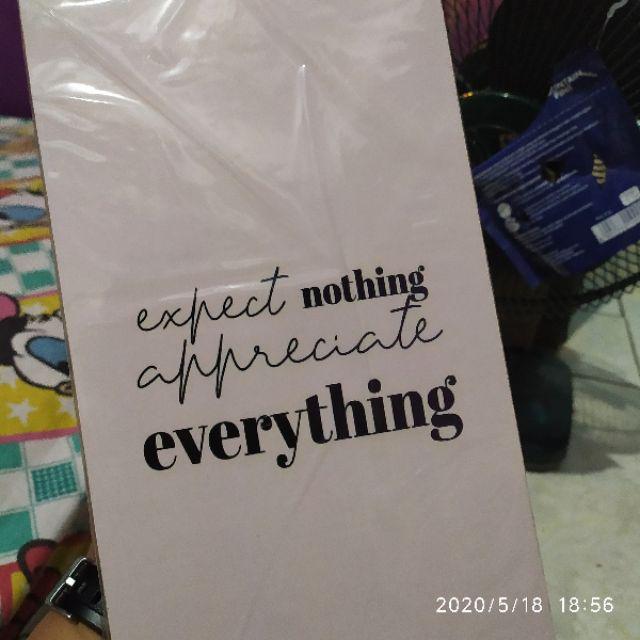 expect nothing
appreciate
everything
2020/5/18 18:56